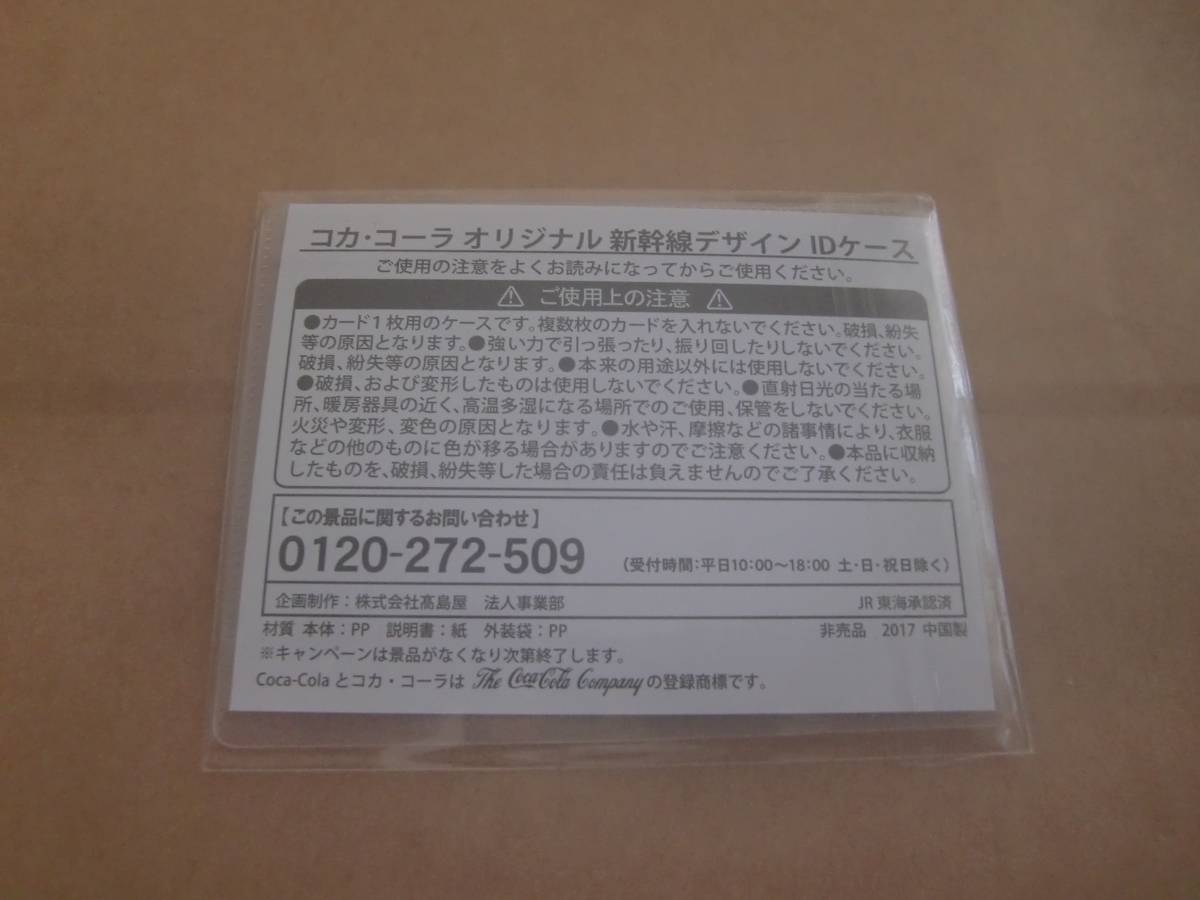 コカ・コーラ オリジナル 新幹線デザイン IDケース
ご使用の注意をよくお読みになってからご使用ください。
⚠ ご使用上の注意 ⚠
●カード1枚用のケースです。複数枚のカードを入れないでください。破損、紛失
等の原因となります。●強い力で引っ張ったり、振り回したりしないでください。
破損、紛失等の原因となります。●本来の用途以外には使用しないでください。
●破損、および変形したものは使用しないでください。●直射日光の当たる場
所、暖房器具の近く、高温多湿になる場所でのご使用、保管をしないでください。
火災や変形、変色の原因となります。●水や汗、摩擦などの諸事情により、衣服
などの他のものに色が移る場合がありますのでご注意ください。●本品に収納
したものを、破損、紛失等した場合の責任は負えませんのでご了承ください。
【この景品に関するお問い合わせ】
0120-272-509 (受付時間:平日10:00〜18:00 土・日・祝日除く)
企画制作:株式会社髙島屋 法人事業部 JR東海承認済
材質 本体:PP 説明書:紙 外装袋:PP 非売品 2017 中国製
※キャンペーンは景品がなくなり次第終了します。
Coca-Cola とコカ・コーラは The Coca-Cola Company の登録商標です。